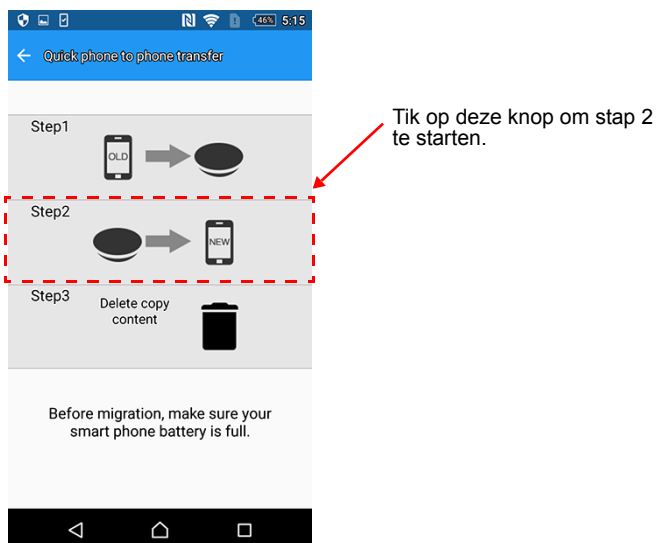 46% 5:15
Quick phone to phone transfer
Step1
OLD
Tik op deze knop om stap 2
te starten.
Step2
NEW
Step3
Delete copy
content
Before migration, make sure your
smart phone battery is full.